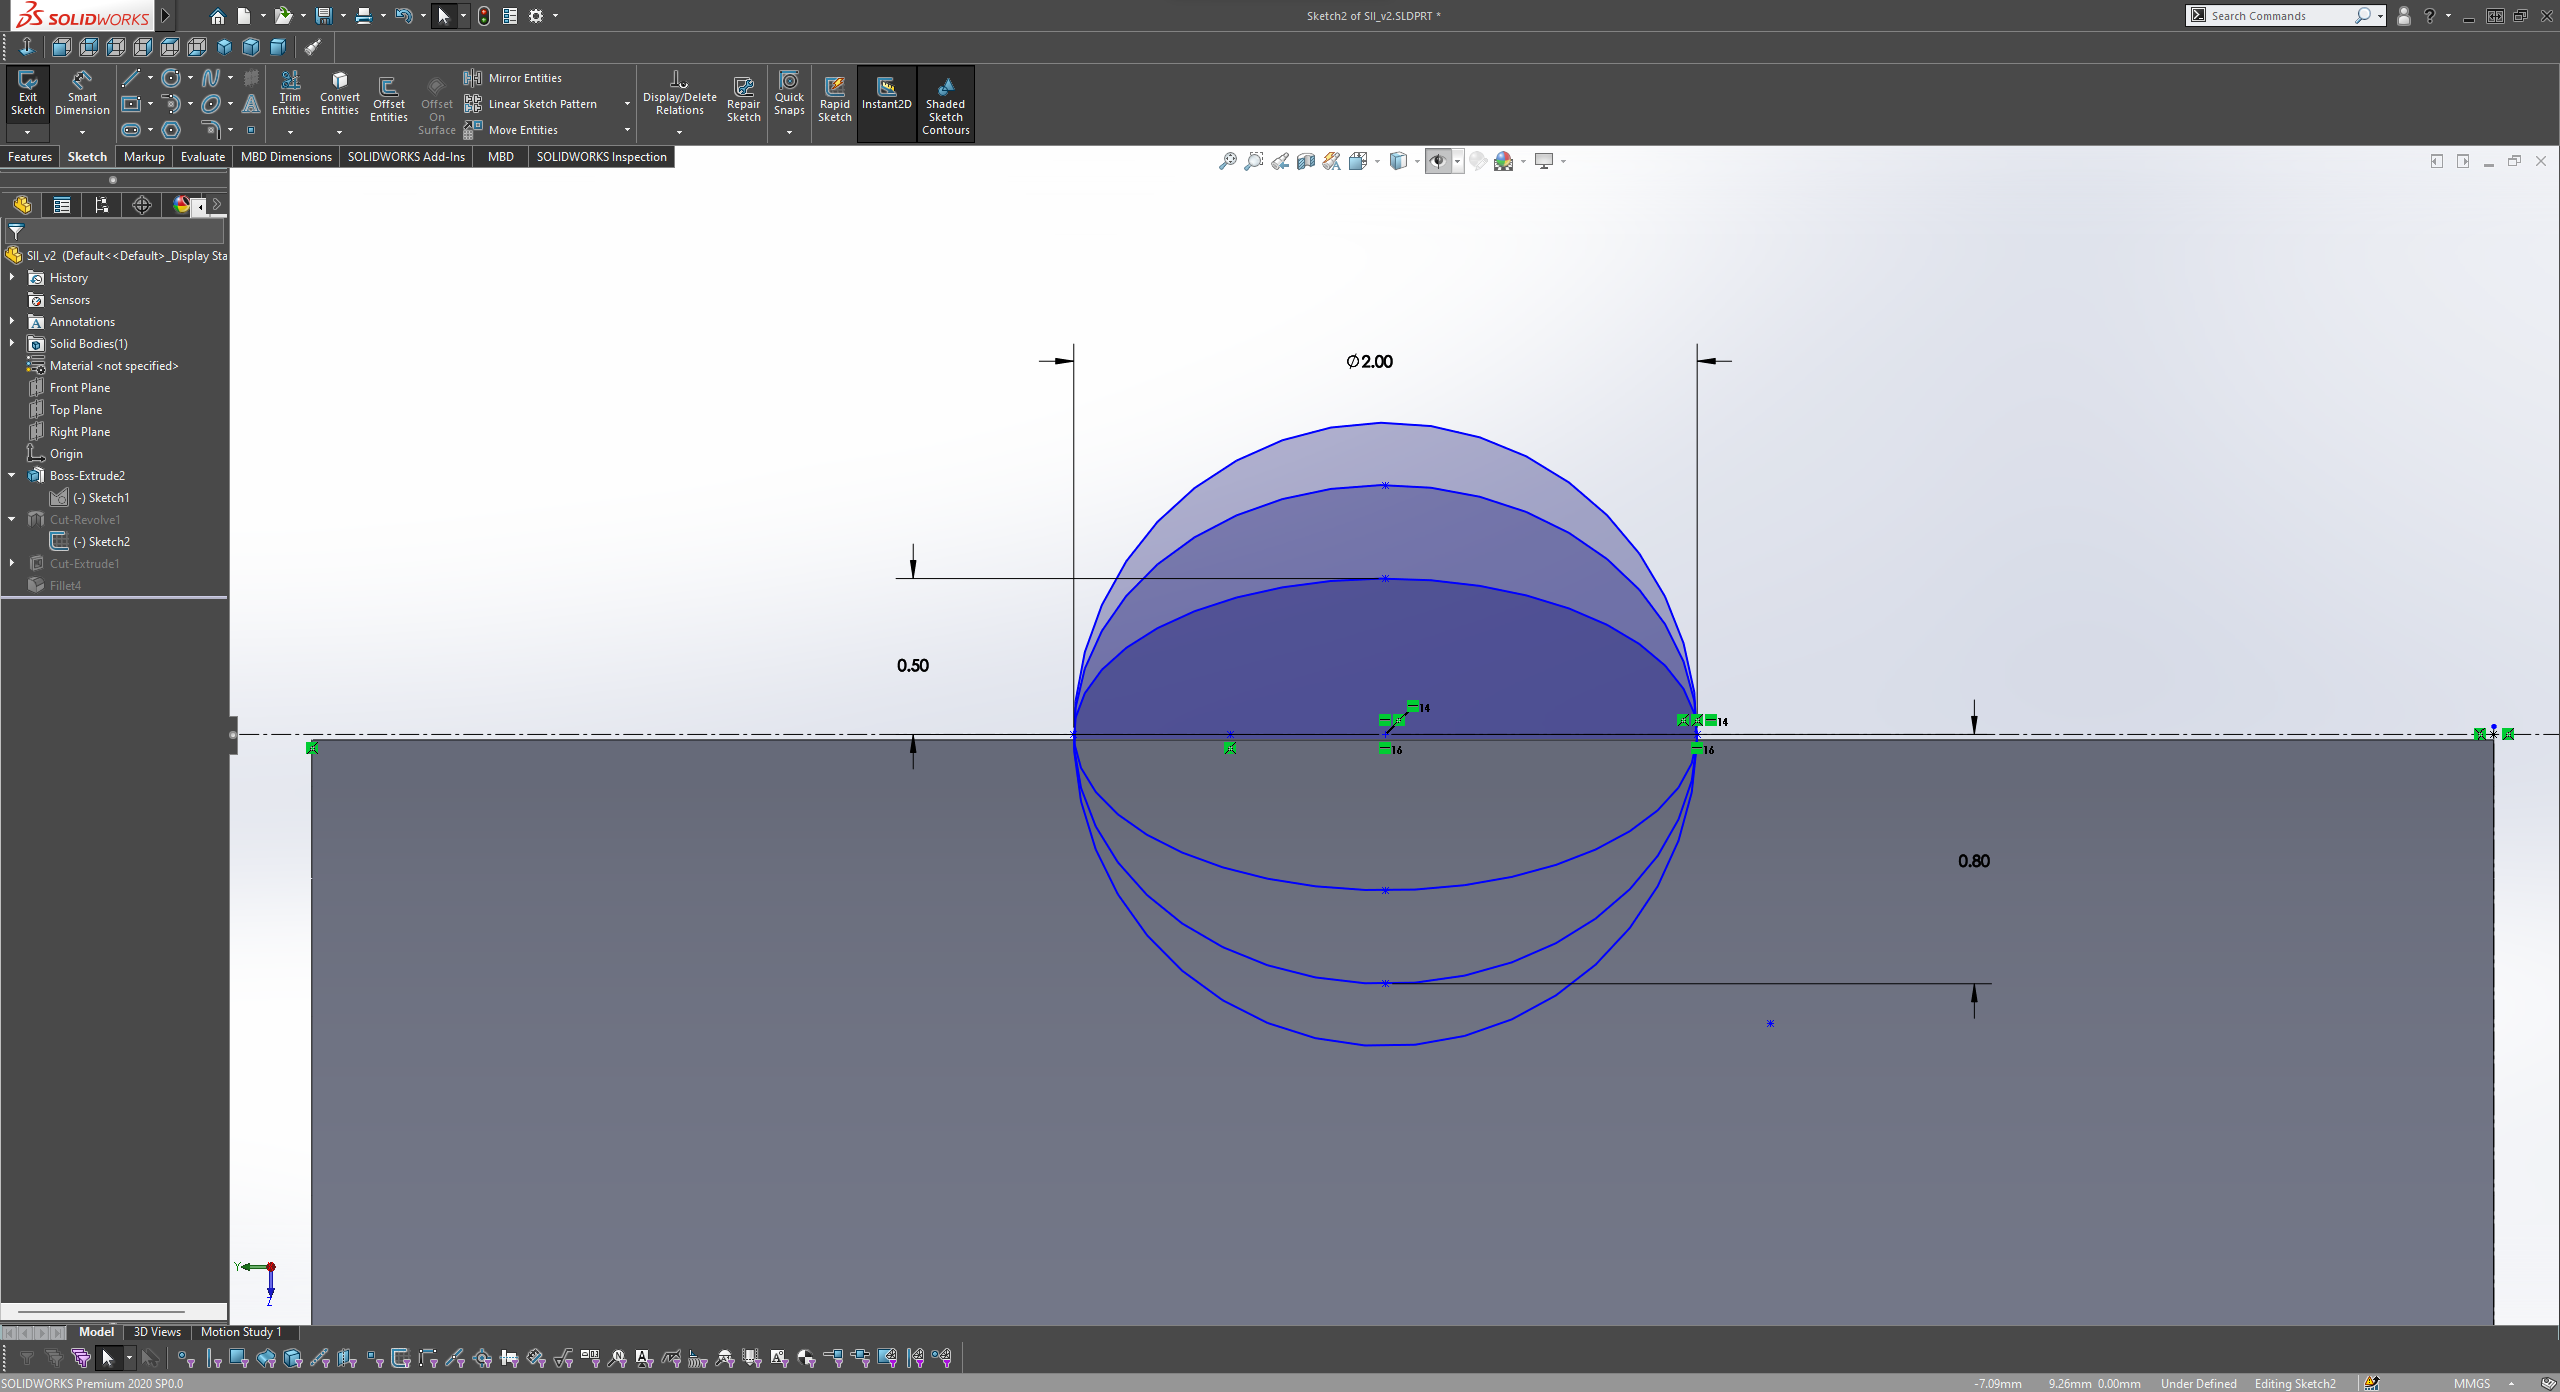 SOLIDWORKS
Sketch2 of SII_v2.SLDPRT *
Search Commands
Exit Sketch
Smart Dimension
Trim Entities
Convert Entities
Offset Entities
Offset On Surface
Mirror Entities
Linear Sketch Pattern
Move Entities
Display/Delete Relations
Repair Sketch
Quick Snaps
Rapid Sketch
Instant2D
Shaded Sketch Contours
Features
Sketch
Markup
Evaluate
MBD Dimensions
SOLIDWORKS Add-Ins
MBD
SOLIDWORKS Inspection
SII_v2 (Default<<Default>_Display Sta
History
Sensors
Annotations
Solid Bodies(1)
Material <not specified>
Front Plane
Top Plane
Right Plane
Origin
Boss-Extrude2
(-) Sketch1
Cut-Revolve1
(-) Sketch2
Cut-Extrude1
Fillet4
∅2.00
0.50
14
14
16
16
0.80
Y
Z
Model
3D Views
Motion Study 1
SOLIDWORKS Premium 2020 SP0.0
-7.09mm
9.26mm
0.00mm
Under Defined
Editing Sketch2
MMGS